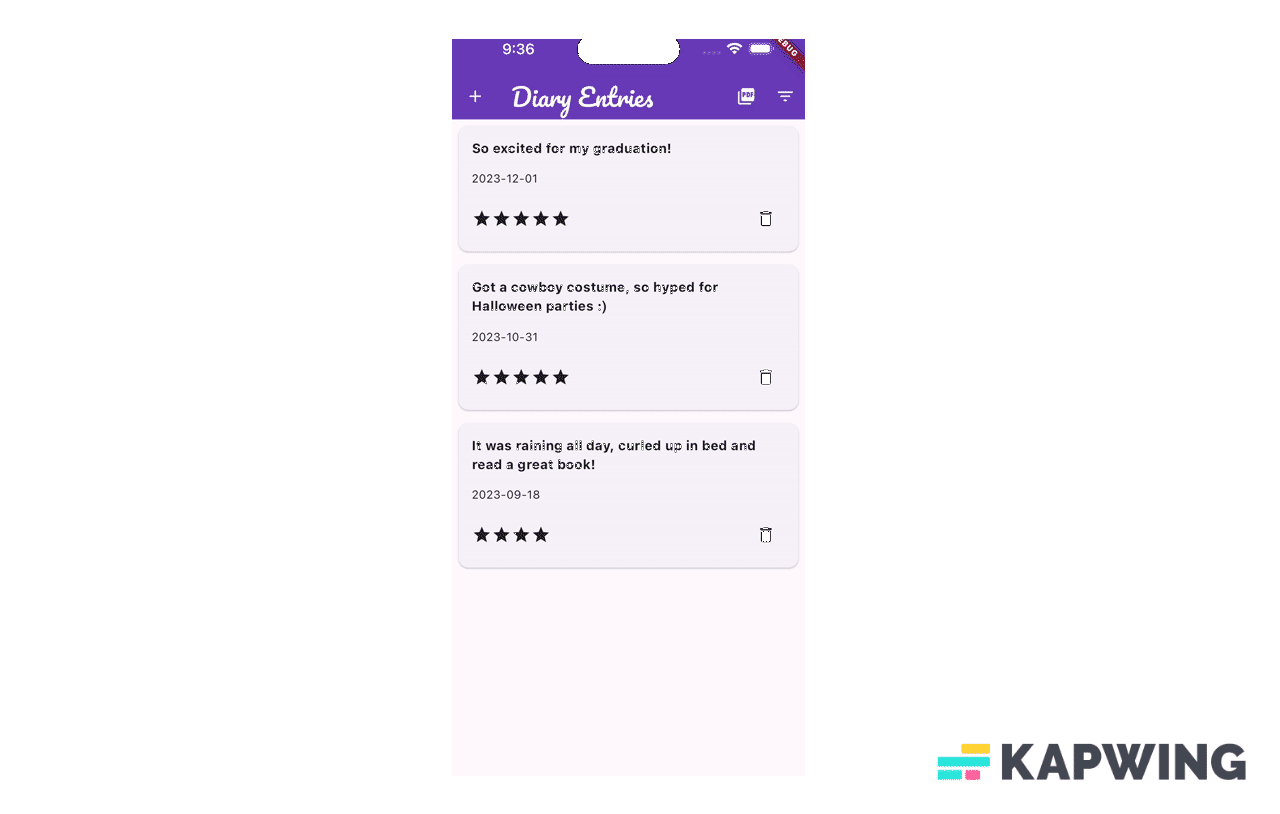 9:36
DEBUG
Diary Entries
PDF
So excited for my graduation!
2023-12-01
Got a cowboy costume, so hyped for
Halloween parties :)
2023-10-31
It was raining all day, curled up in bed and
read a great book!
2023-09-18
KAPWING